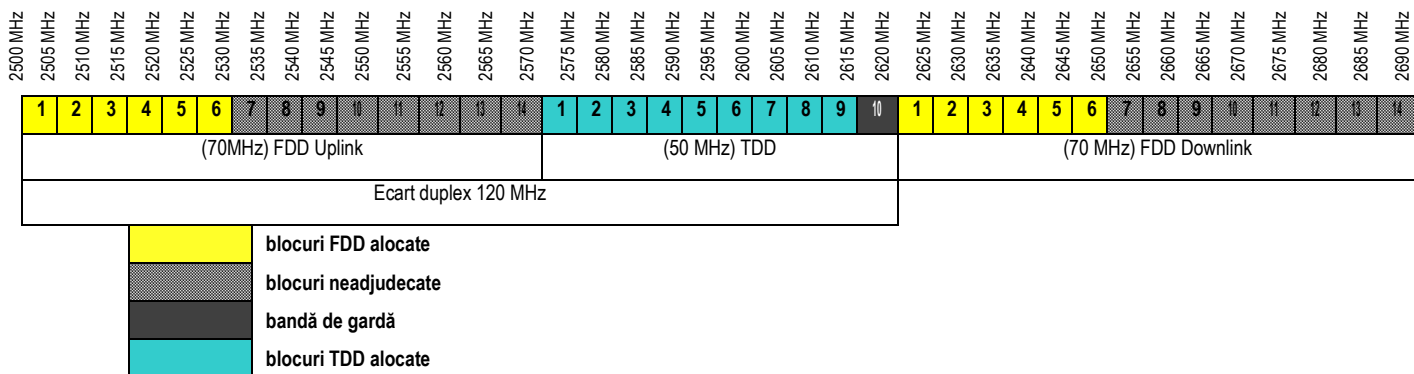 2500 MHz 2505 MHz 2510 MHz 2515 MHz 2520 MHz 2525 MHz 2530 MHz 2535 MHz 2540 MHz 2545 MHz 2550 MHz 2555 MHz 2560 MHz 2565 MHz 2570 MHz 2575 MHz 2580 MHz 2585 MHz 2590 MHz 2595 MHz 2600 MHz 2605 MHz 2610 MHz 2615 MHz 2620 MHz 2625 MHz 2630 MHz 2635 MHz 2640 MHz 2645 MHz 2650 MHz 2655 MHz 2660 MHz 2665 MHz 2670 MHz 2675 MHz 2680 MHz 2685 MHz 2690 MHz
1 2 3 4 5 6 7 8 9 10 11 12 13 14 1 2 3 4 5 6 7 8 9 10 1 2 3 4 5 6 7 8 9 10 11 12 13 14
(70MHz) FDD Uplink (50 MHz) TDD (70 MHz) FDD Downlink
Ecart duplex 120 MHz
blocuri FDD alocate
blocuri neadjudecate
bandă de gardă
blocuri TDD alocate